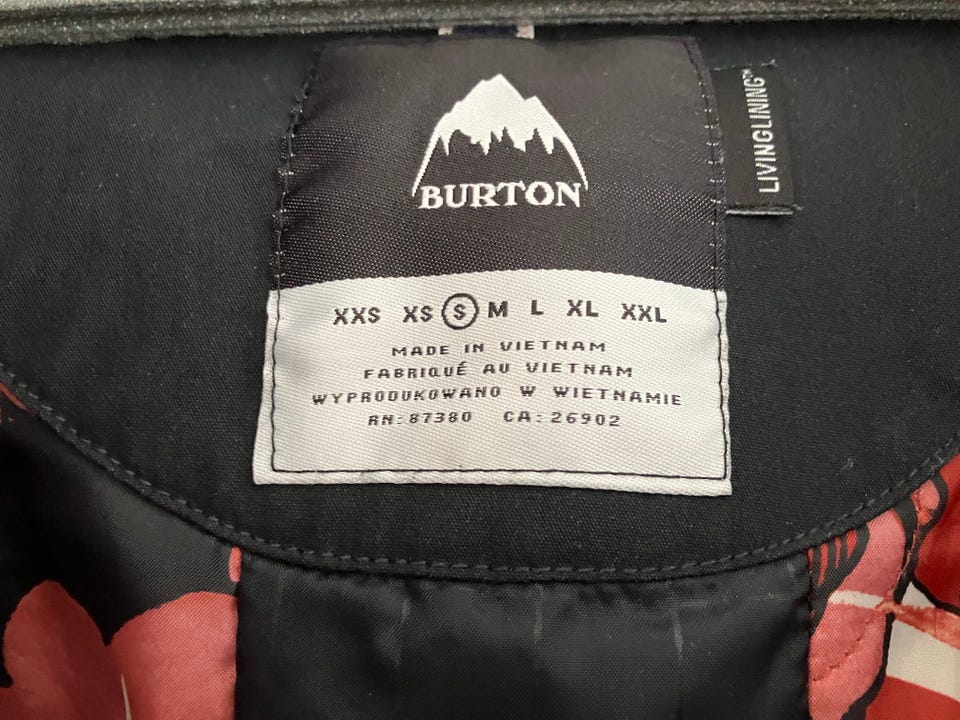 BURTON
LIVINGLINING™
XXS XS S M L XL XXL
MADE IN VIETNAM
FABRIQUÉ AU VIETNAM
WYPRODUKOWANO W WIETNAMIE
RN: 87380 CA: 26902